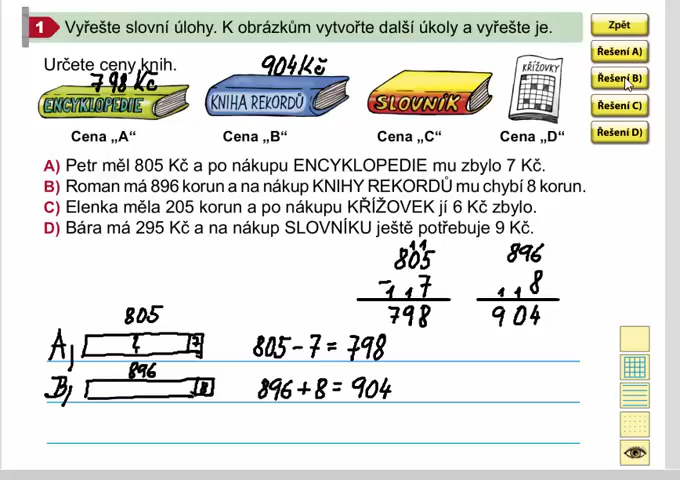 1 Vyřešte slovní úlohy. K obrázkům vytvořte další úkoly a vyřešte je.
Zpět
Řešení A)
Řešení B)
Řešení C)
Řešení D)
Určete ceny knih.
798 Kč
904 Kč
ENCYKLOPEDIE
KNIHA REKORDŮ
SLOVNÍK
KŘÍŽOVKY
Cena „A“ Cena „B“ Cena „C“ Cena „D“
A) Petr měl 805 Kč a po nákupu ENCYKLOPEDIE mu zbylo 7 Kč.
B) Roman má 896 korun a na nákup KNIHY REKORDŮ mu chybí 8 korun.
C) Elenka měla 205 korun a po nákupu KŘÍŽOVEK jí 6 Kč zbylo.
D) Bára má 295 Kč a na nákup SLOVNÍKU ještě potřebuje 9 Kč.
11
805 896
-117 118
798 904
805
A) 7 805-7=798
896
B) 8 896+8=904